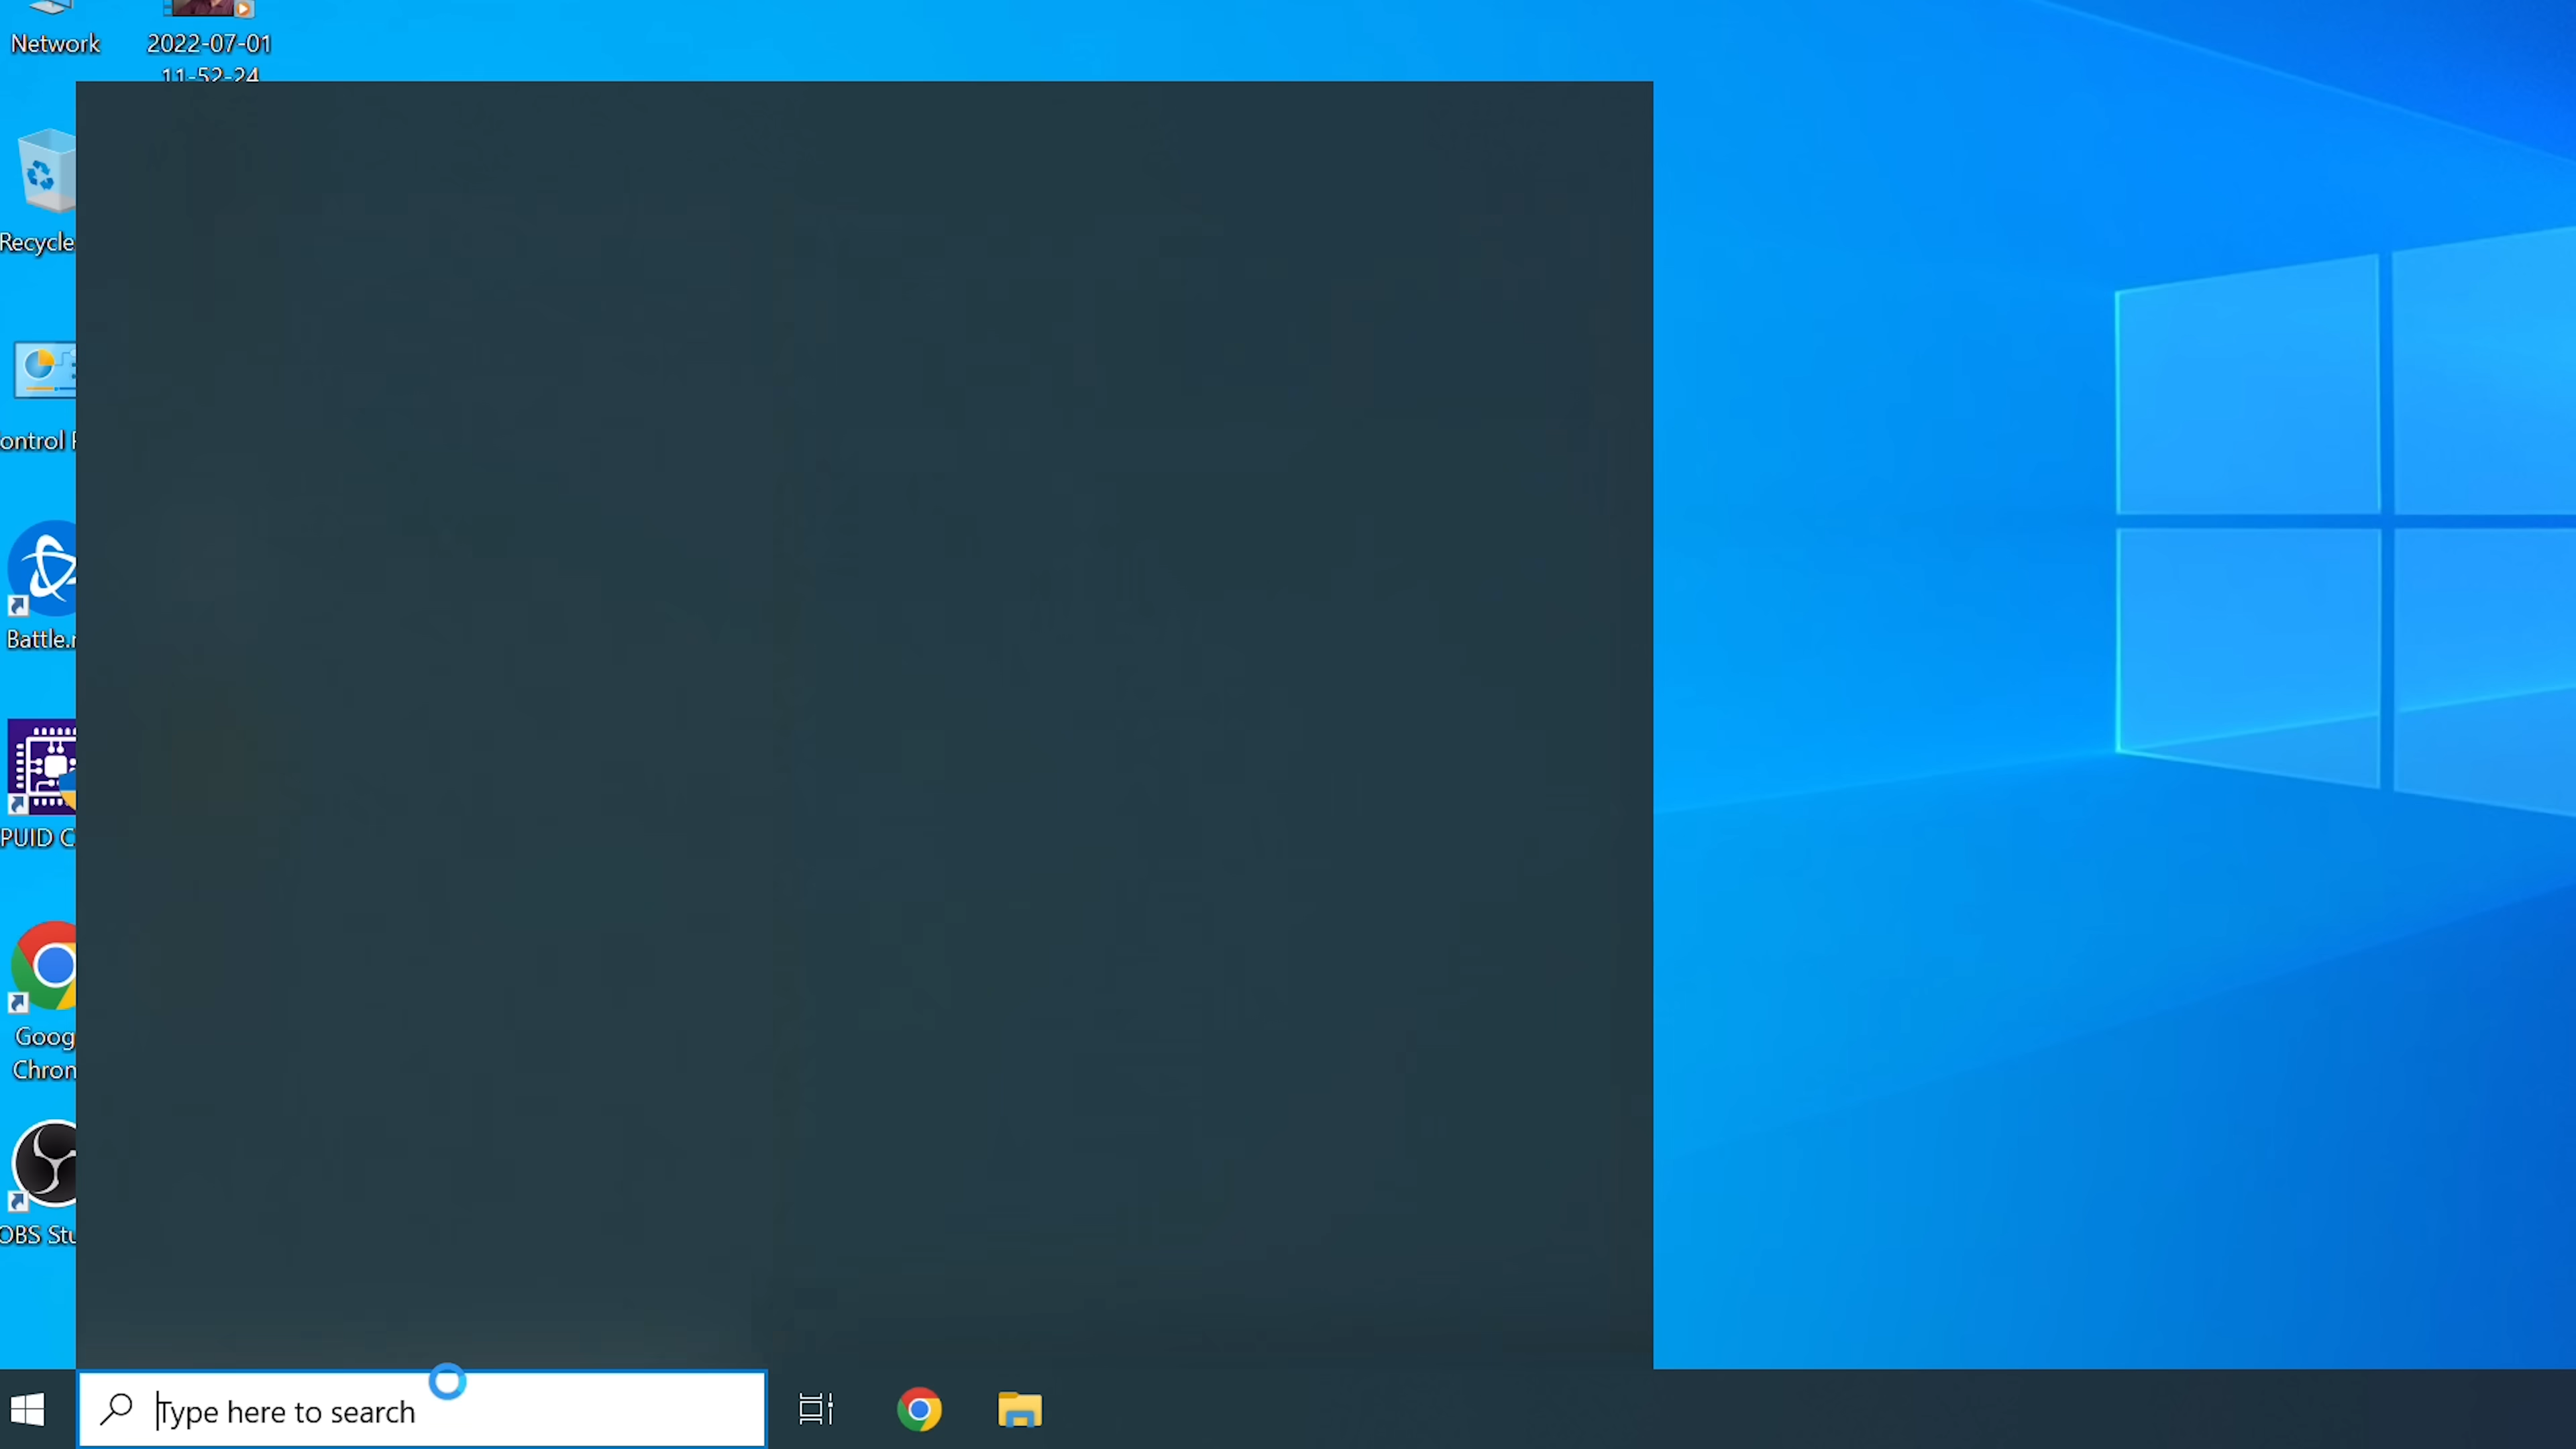 Network
2022-07-01
11-52-24
Recycle
ontrol P
Battle.n
PUID C
Goog
Chron
OBS Stu
Type here to search